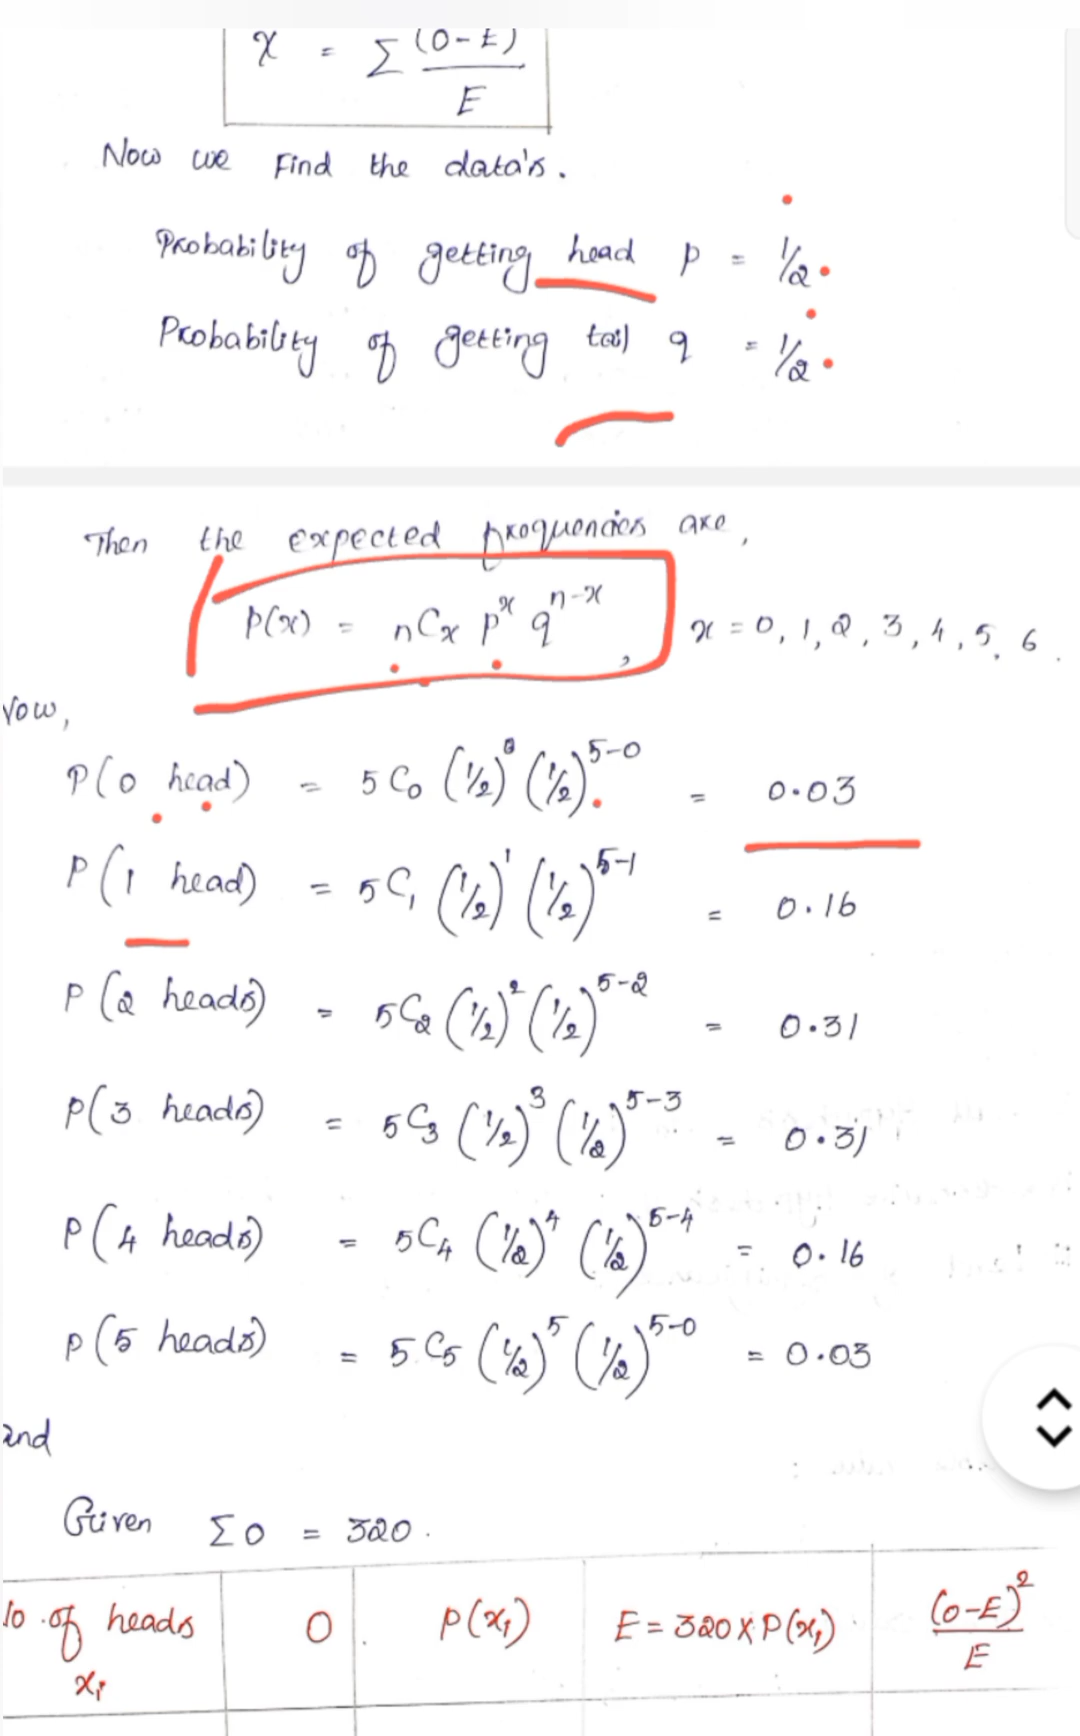 χ = Σ (O-E)
E
Now we Find the data's.
Probability of getting head p = 1/2
Probability of getting tail q = 1/2
Then the expected frequencies are,
P(x) = nCx p^x q^n-x, x = 0, 1, 2, 3, 4, 5, 6.
Now,
P(0 head) = 5C0 (1/2)^0 (1/2)^5-0 = 0.03
P(1 head) = 5C1 (1/2)^1 (1/2)^5-1 = 0.16
P(2 heads) = 5C2 (1/2)^2 (1/2)^5-2 = 0.31
P(3 heads) = 5C3 (1/2)^3 (1/2)^5-3 = 0.31
P(4 heads) = 5C4 (1/2)^4 (1/2)^5-4 = 0.16
P(5 heads) = 5C5 (1/2)^5 (1/2)^5-0 = 0.03
and
Given ΣO = 320.
No. of heads xi O P(xi) E = 320 x P(xi) (O-E)^2 / E